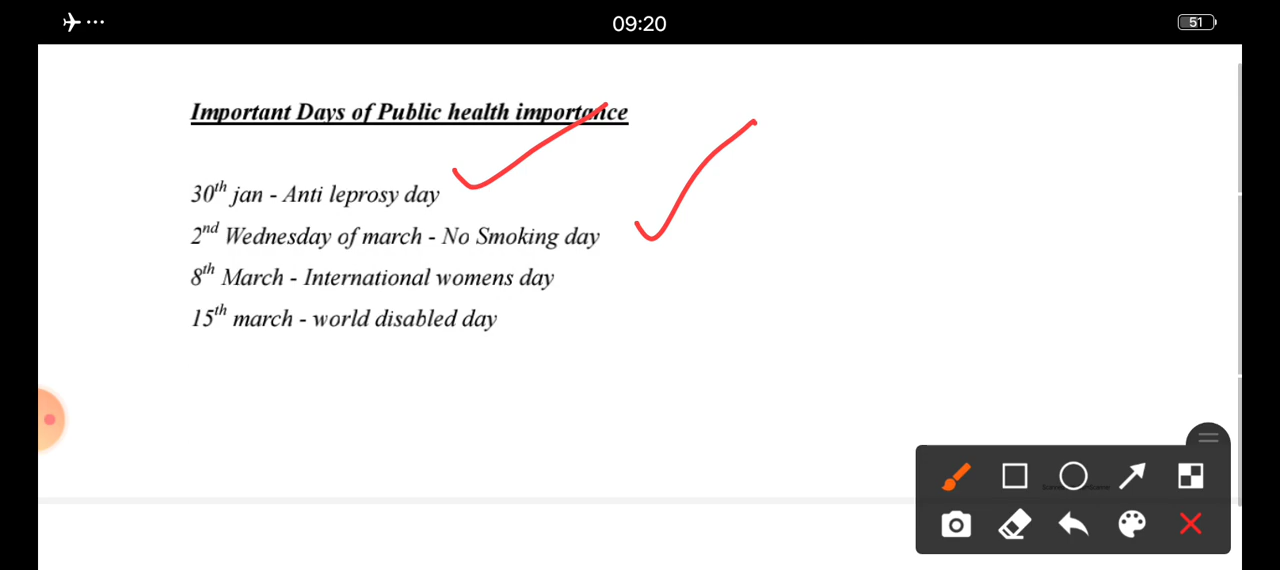 09:20
51
Important Days of Public health importance
30th jan - Anti leprosy day
2nd Wednesday of march - No Smoking day
8th March - International womens day
15th march - world disabled day